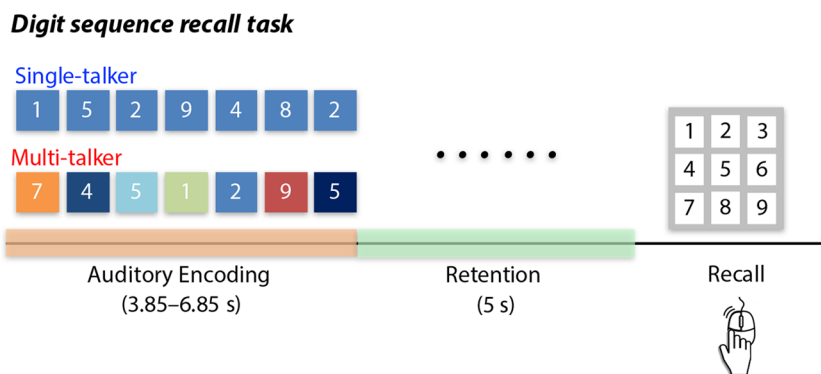 Digit sequence recall task
Single-talker
1 5 2 9 4 8 2
Multi-talker
7 4 5 1 2 9 5
1 2 3
4 5 6
7 8 9
Auditory Encoding
(3.85–6.85 s)
Retention
(5 s)
Recall